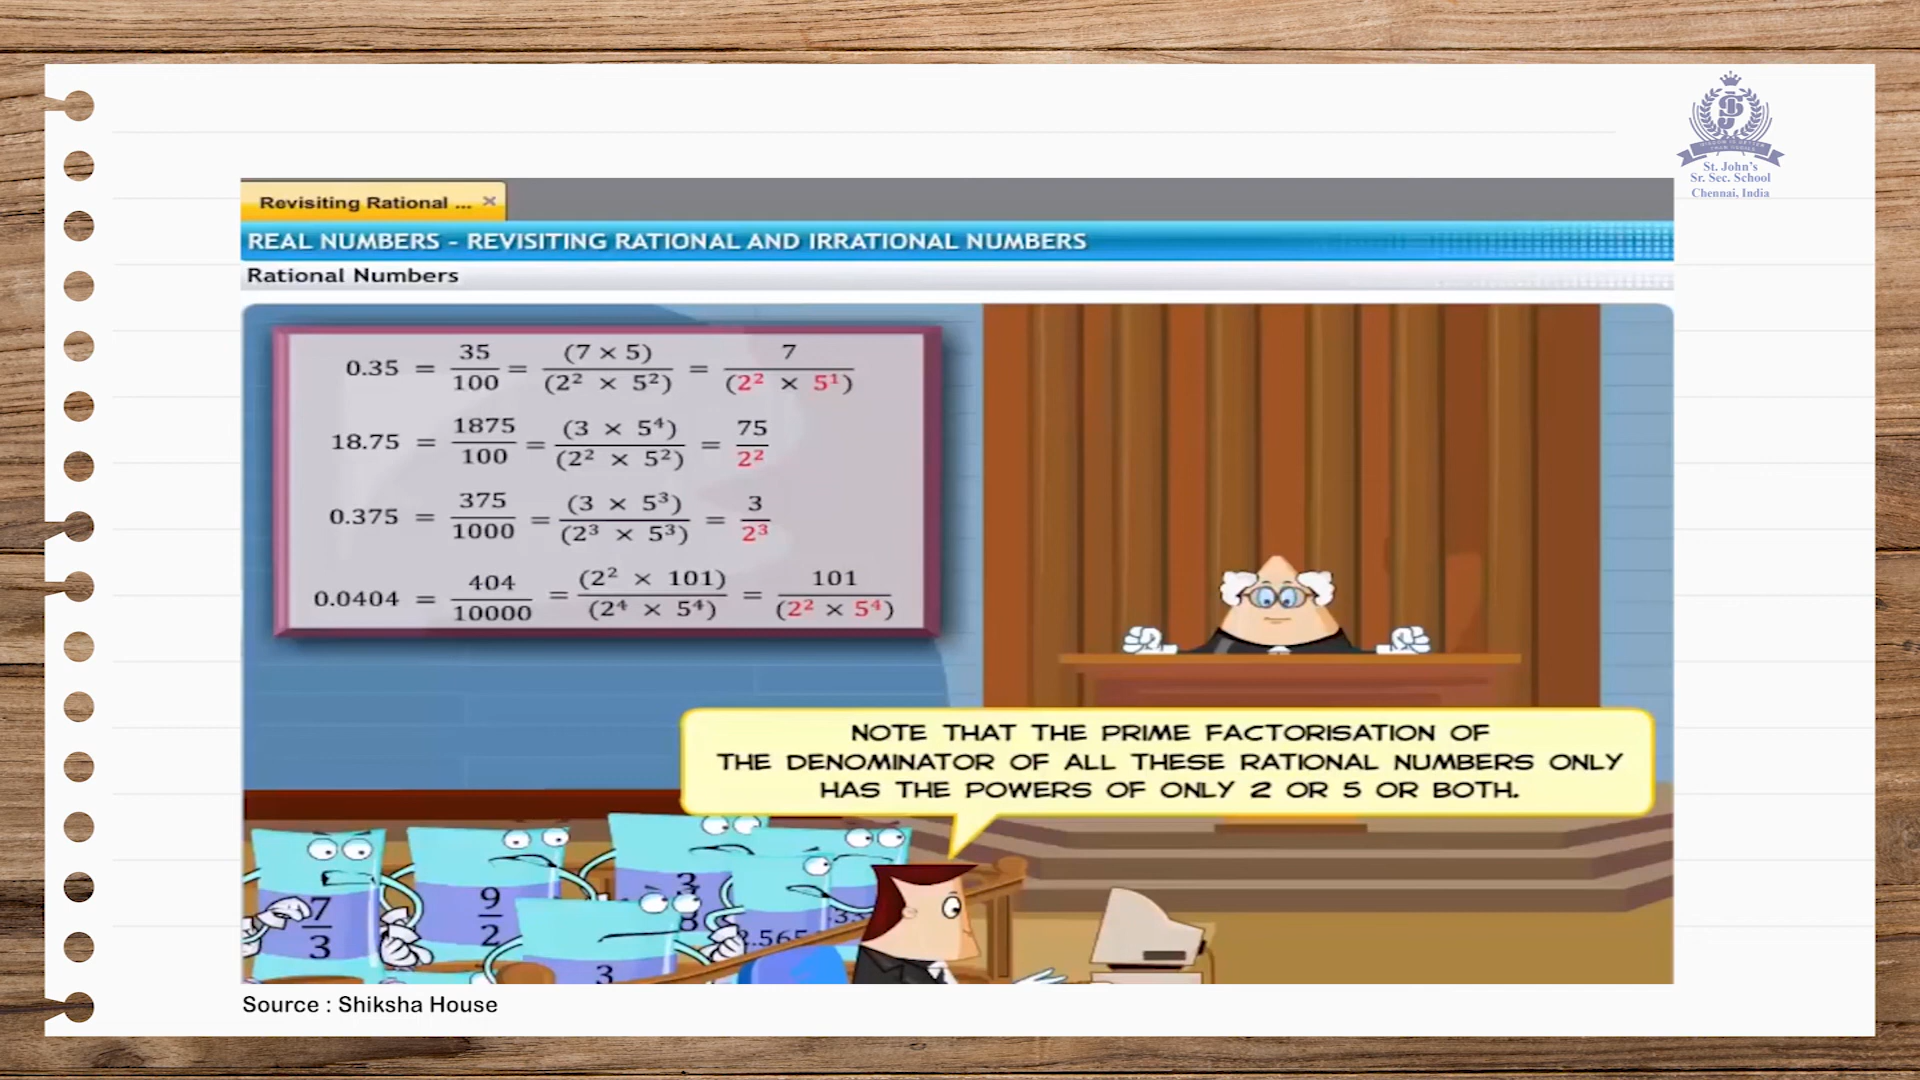 St. John's
Sr. Sec. School
Chennai, India
Revisiting Rational ... ×
REAL NUMBERS - REVISITING RATIONAL AND IRRATIONAL NUMBERS
Rational Numbers
0.35 = 35/100 = (7 × 5)/(2² × 5²) = 7/(2² × 5¹)
18.75 = 1875/100 = (3 × 5⁴)/(2² × 5²) = 75/2²
0.375 = 375/1000 = (3 × 5³)/(2³ × 5³) = 3/2³
0.0404 = 404/10000 = (2² × 101)/(2⁴ × 5⁴) = 101/(2² × 5⁴)
NOTE THAT THE PRIME FACTORISATION OF
THE DENOMINATOR OF ALL THESE RATIONAL NUMBERS ONLY
HAS THE POWERS OF ONLY 2 OR 5 OR BOTH.
7/3
9/2
3
Source : Shiksha House